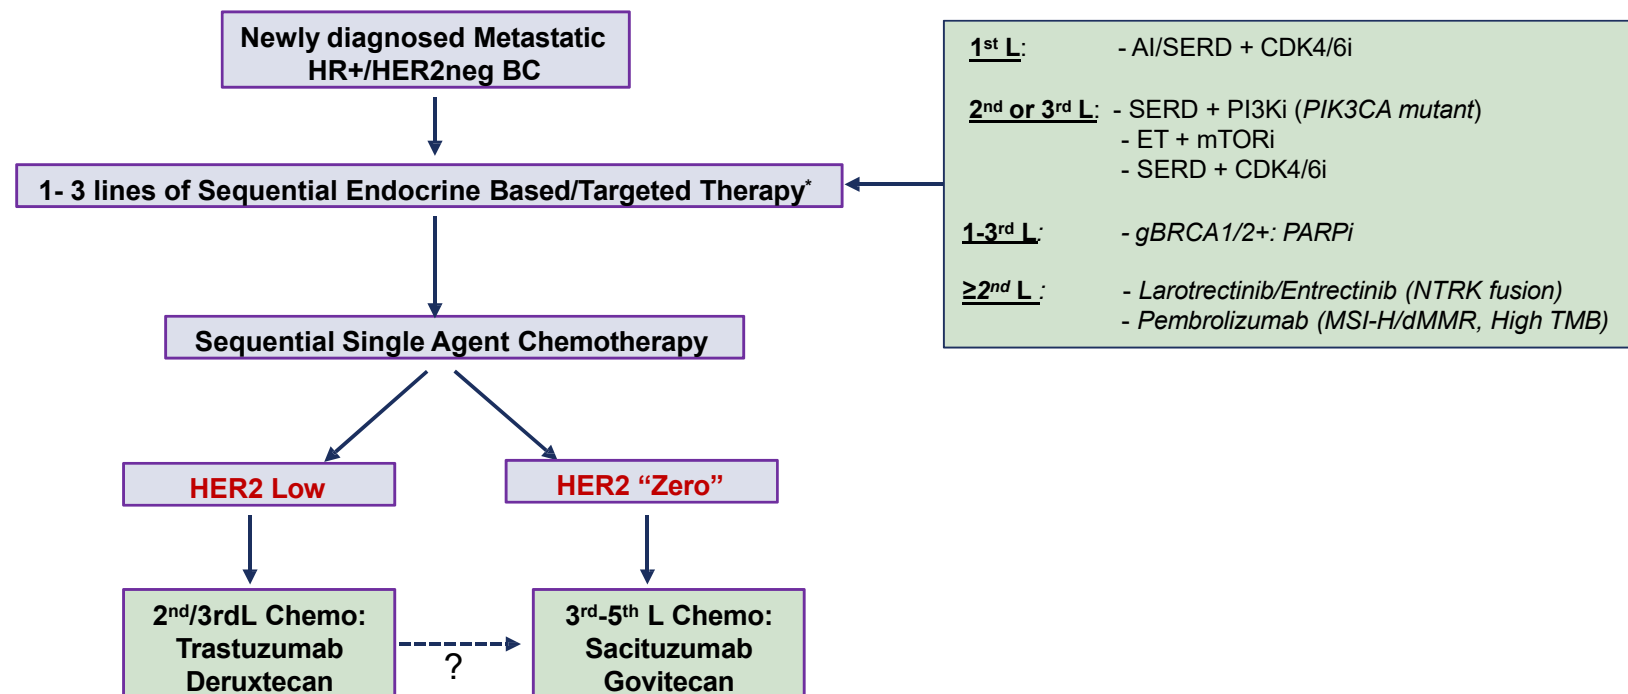 Newly diagnosed Metastatic
HR+/HER2neg BC
1- 3 lines of Sequential Endocrine Based/Targeted Therapy*
1st L: - AI/SERD + CDK4/6i
2nd or 3rd L: - SERD + PI3Ki (PIK3CA mutant)
- ET + mTORi
- SERD + CDK4/6i
1-3rd L: - gBRCA1/2+: PARPi
≥2nd L : - Larotrectinib/Entrectinib (NTRK fusion)
- Pembrolizumab (MSI-H/dMMR, High TMB)
Sequential Single Agent Chemotherapy
HER2 Low
HER2 “Zero”
2nd/3rdL Chemo:
Trastuzumab
Deruxtecan
?
3rd-5th L Chemo:
Sacituzumab
Govitecan